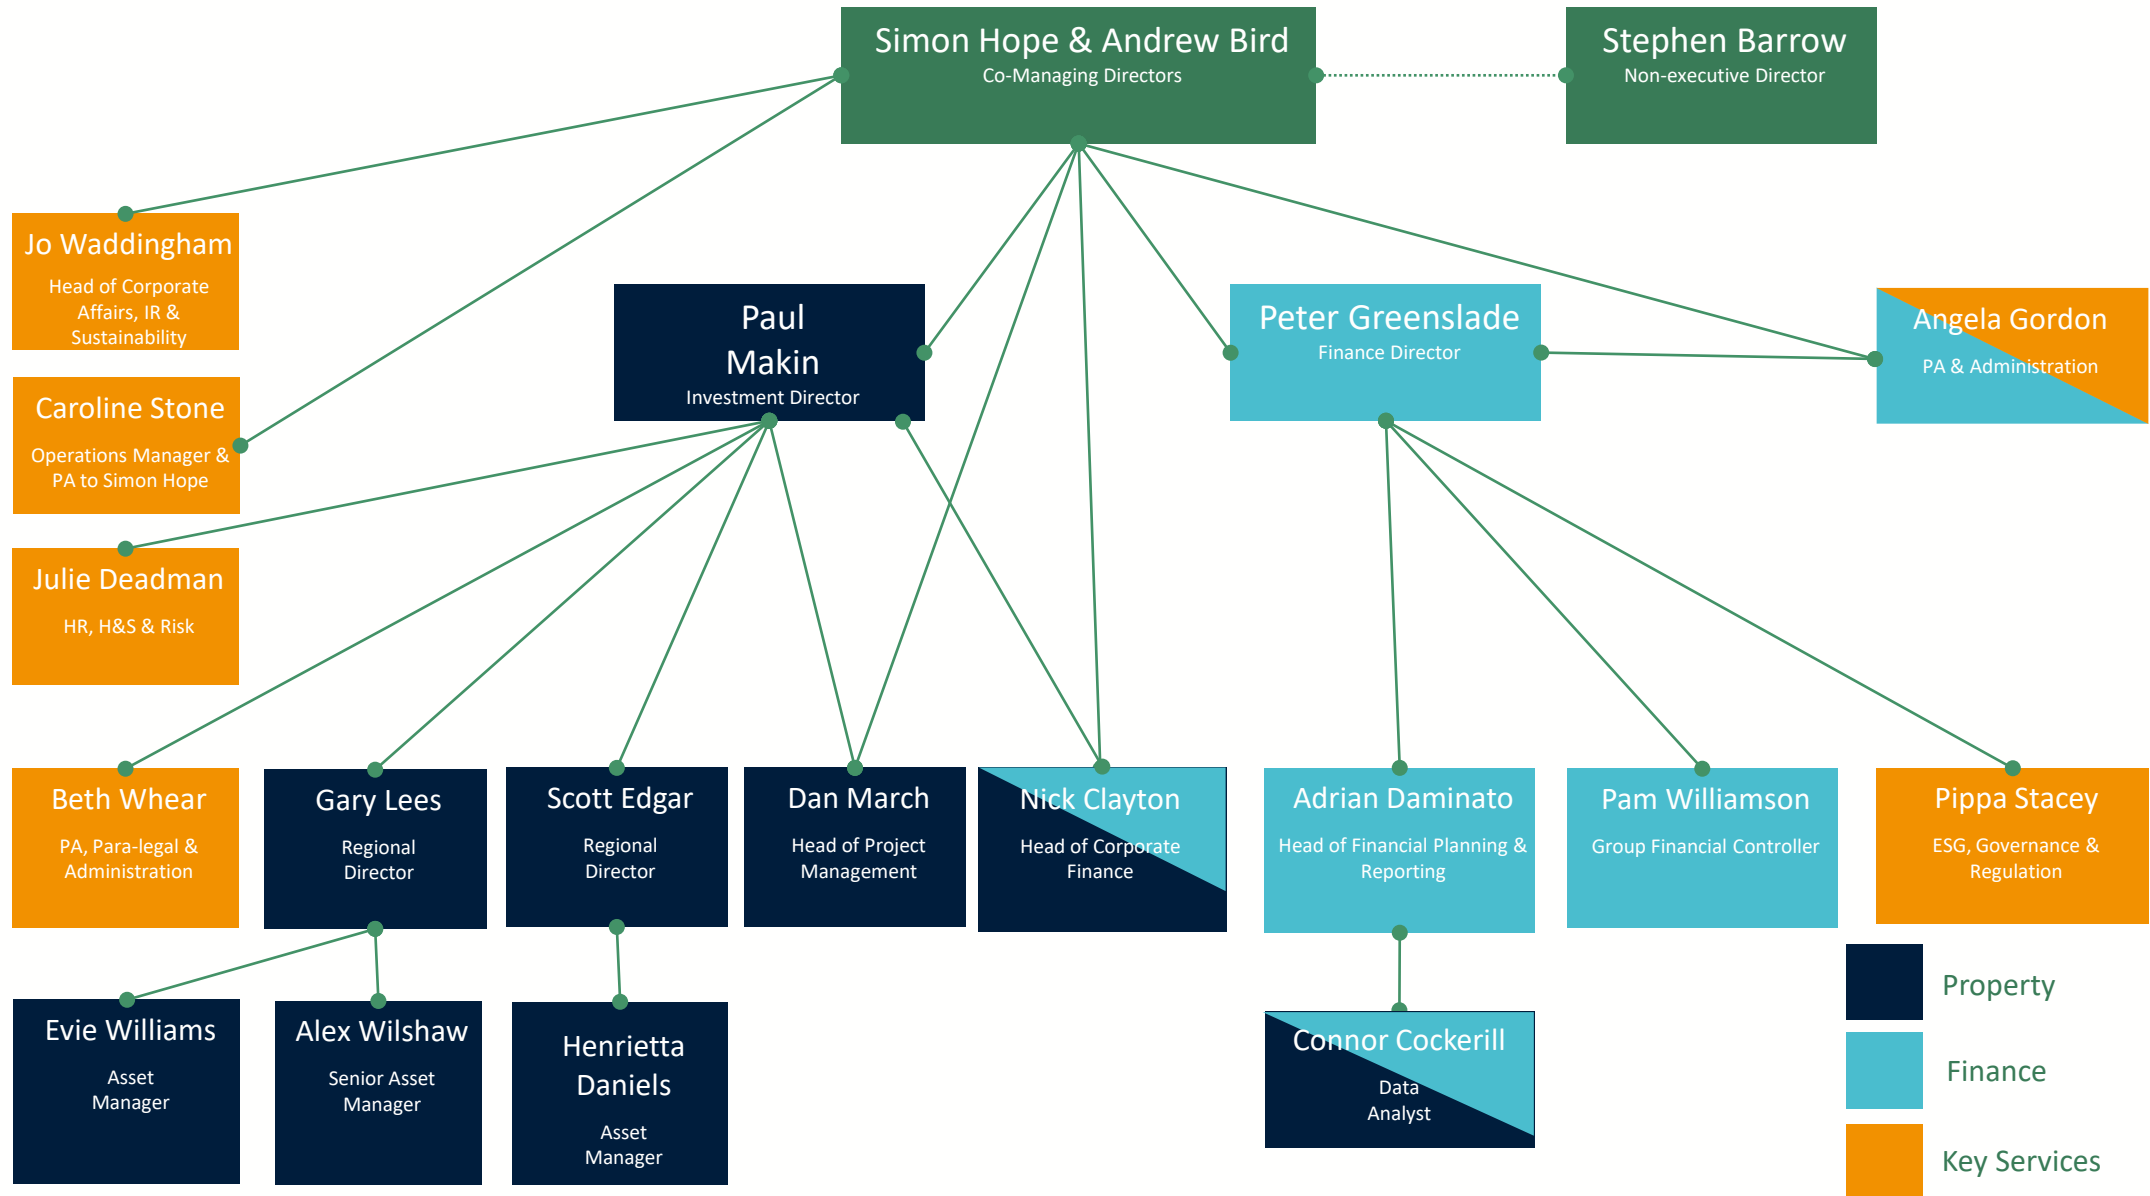 Simon Hope & Andrew Bird
Co-Managing Directors
Stephen Barrow
Non-executive Director
Jo Waddingham
Head of Corporate
Affairs, IR &
Sustainability
Paul
Makin
Investment Director
Peter Greenslade
Finance Director
Angela Gordon
PA & Administration
Caroline Stone
Operations Manager &
PA to Simon Hope
Julie Deadman
HR, H&S & Risk
Beth Whear
PA, Para-legal &
Administration
Gary Lees
Regional
Director
Scott Edgar
Regional
Director
Dan March
Head of Project
Management
Nick Clayton
Head of Corporate
Finance
Adrian Daminato
Head of Financial Planning &
Reporting
Pam Williamson
Group Financial Controller
Pippa Stacey
ESG, Governance &
Regulation
Evie Williams
Asset
Manager
Alex Wilshaw
Senior Asset
Manager
Henrietta
Daniels
Asset
Manager
Connor Cockerill
Data
Analyst
Property
Finance
Key Services